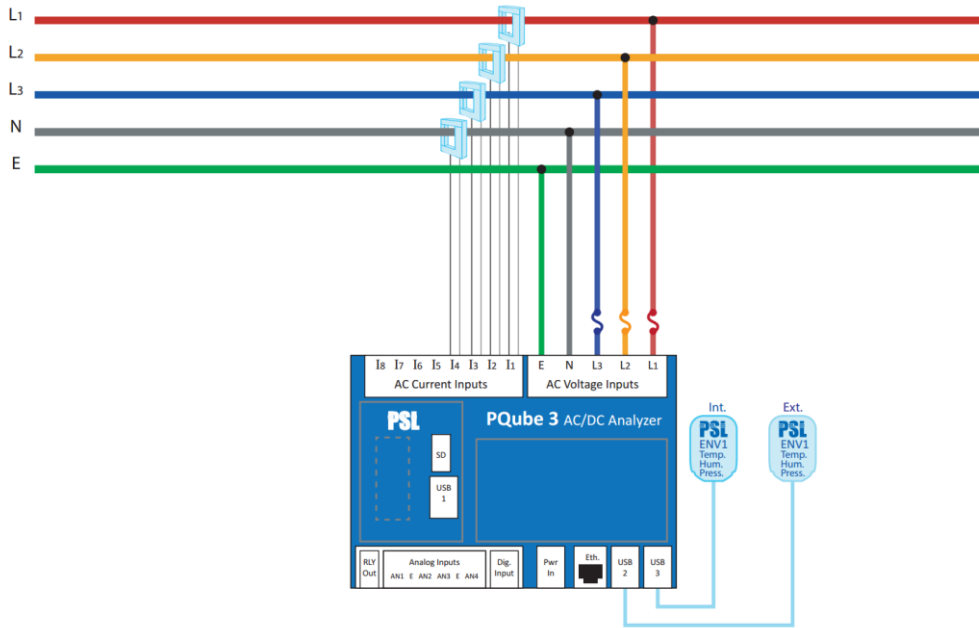 L1
L2
L3
N
E
I8 I7 I6 I5 I4 I3 I2 I1
AC Current Inputs
E N L3 L2 L1
AC Voltage Inputs
PSL
PQube 3 AC/DC Analyzer
SD
USB
1
Int.
PSL
ENV1
Temp.
Hum.
Press.
Ext.
PSL
ENV1
Temp.
Hum.
Press.
RLY
Out
Analog Inputs
AN1 E AN2 AN3 E AN4
Dig.
Input
Pwr
In
Eth.
USB
2
USB
3